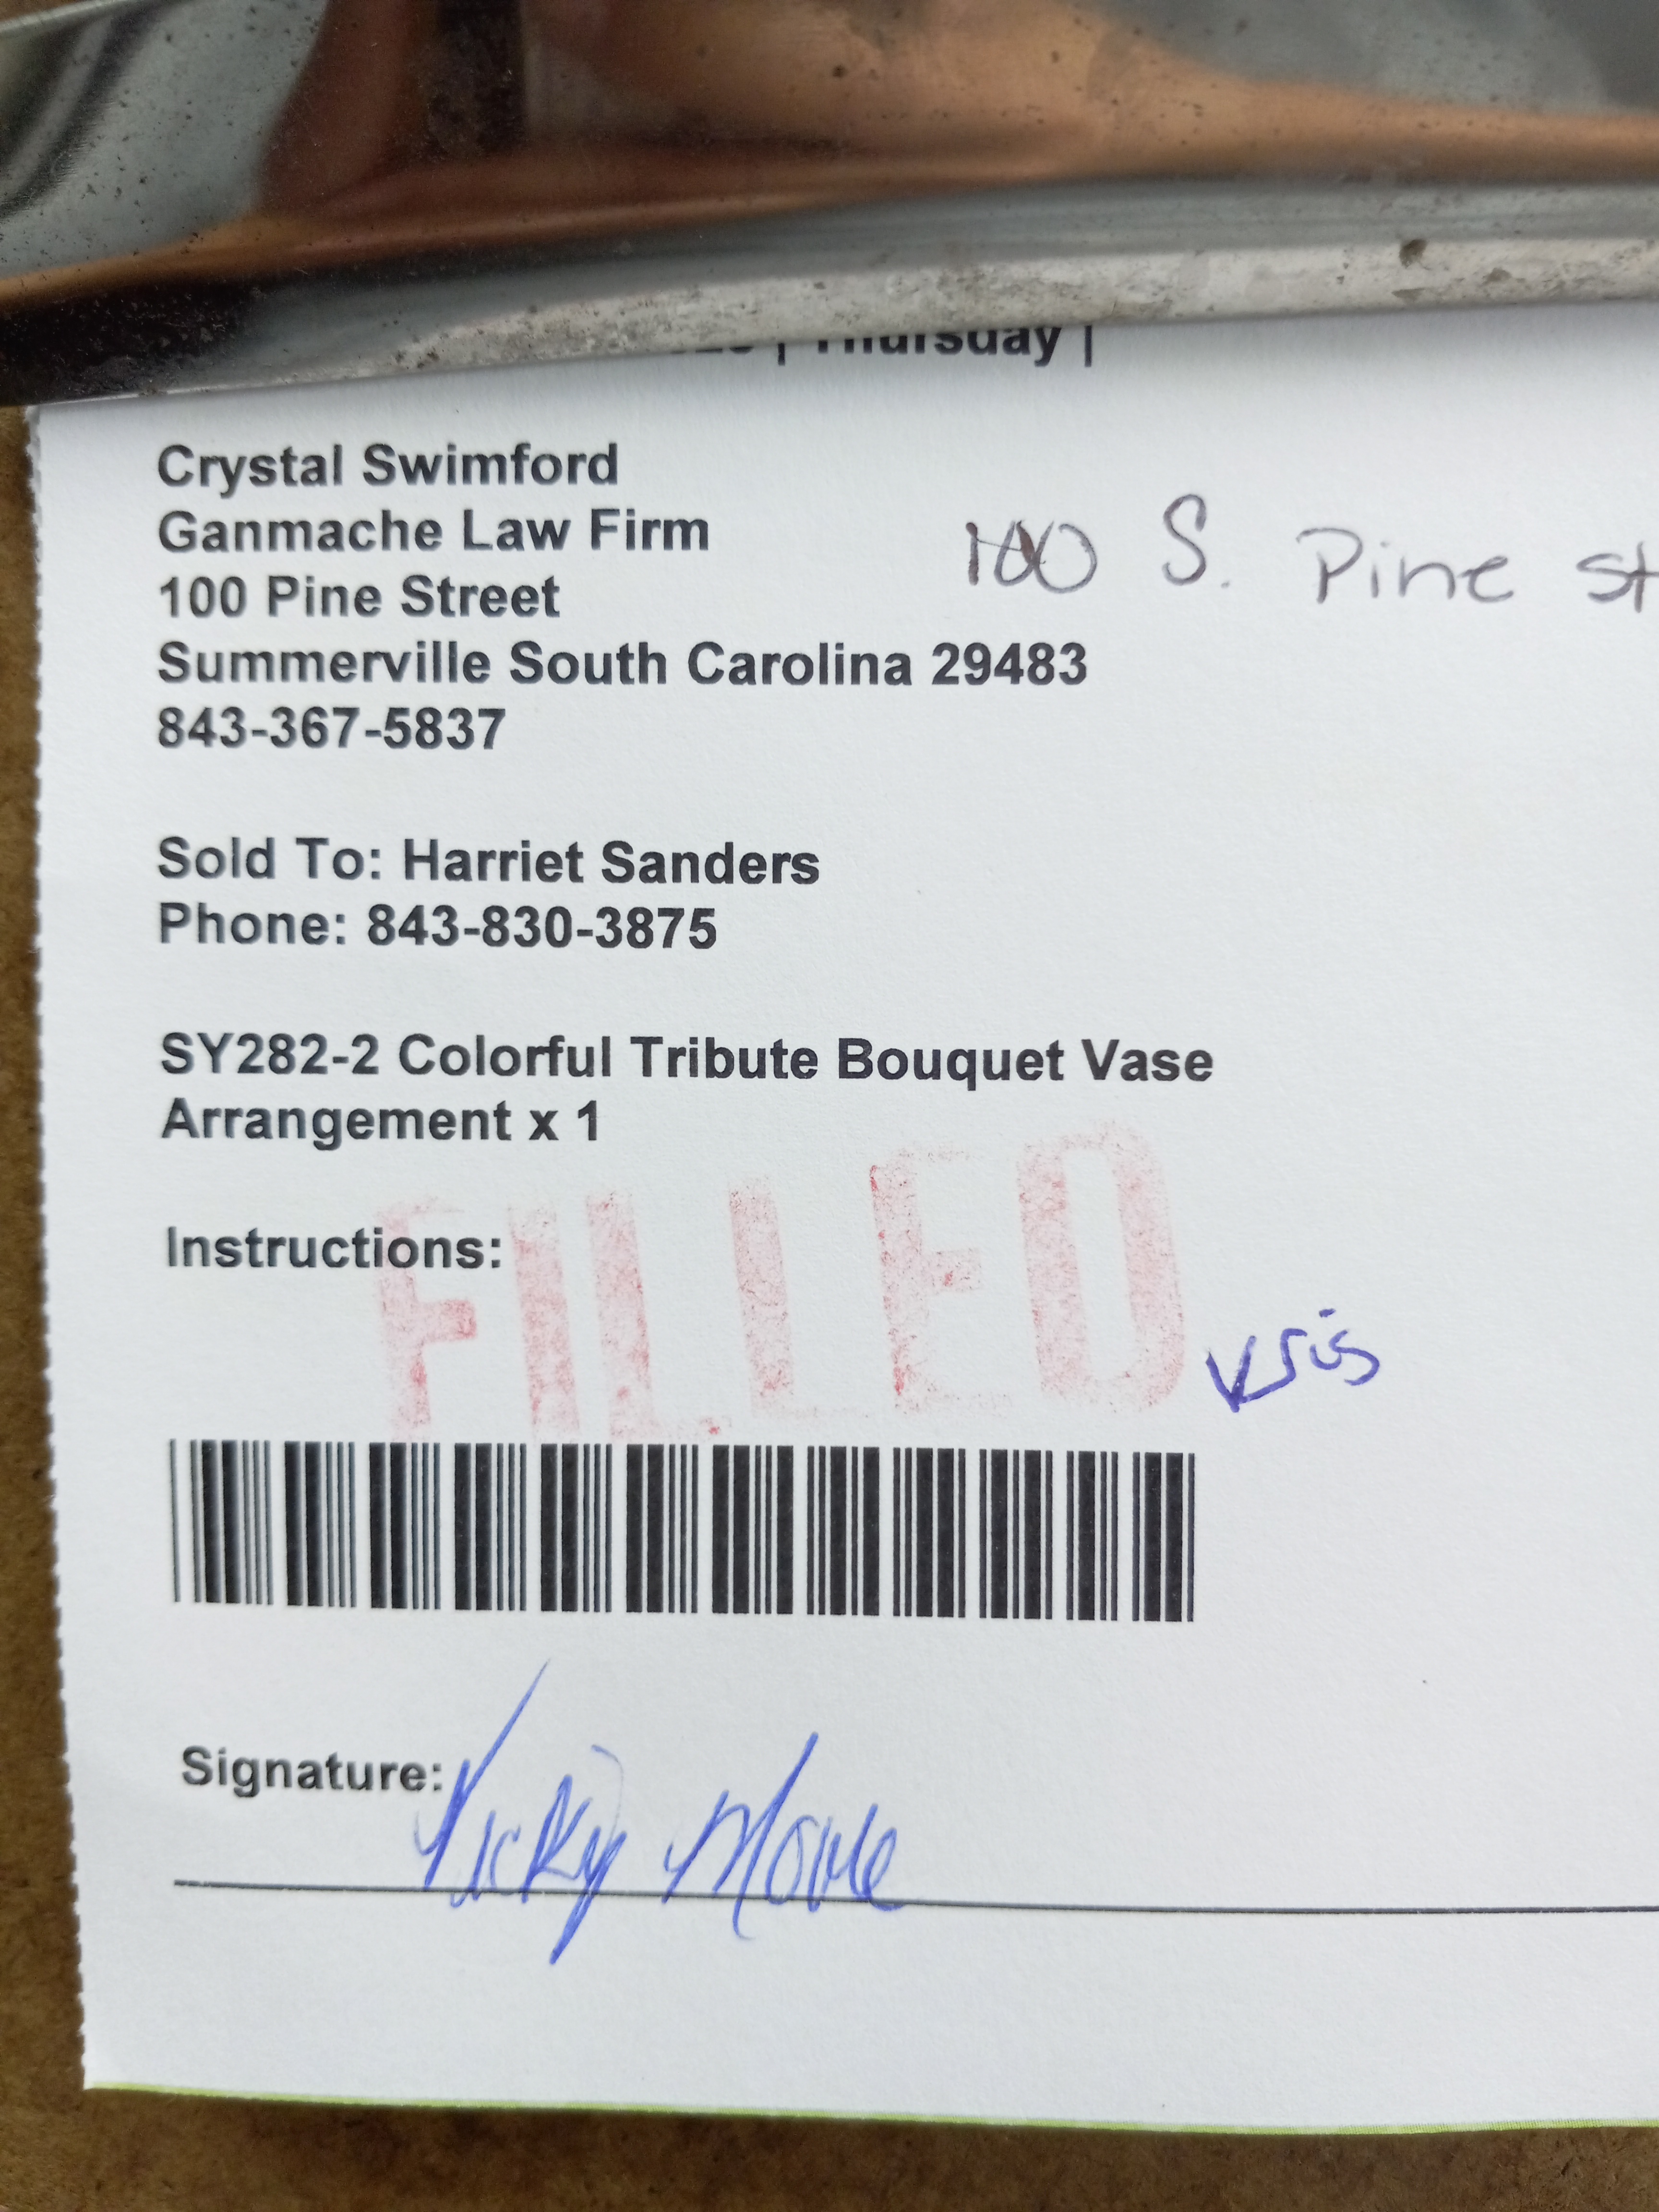 Thursday |
Crystal Swimford
Ganmache Law Firm
100 Pine Street
100 S. Pine St
Summerville South Carolina 29483
843-367-5837
Sold To: Harriet Sanders
Phone: 843-830-3875
SY282-2 Colorful Tribute Bouquet Vase
Arrangement x 1
Instructions:
FILLED
Kris
Signature: Vicky Moore